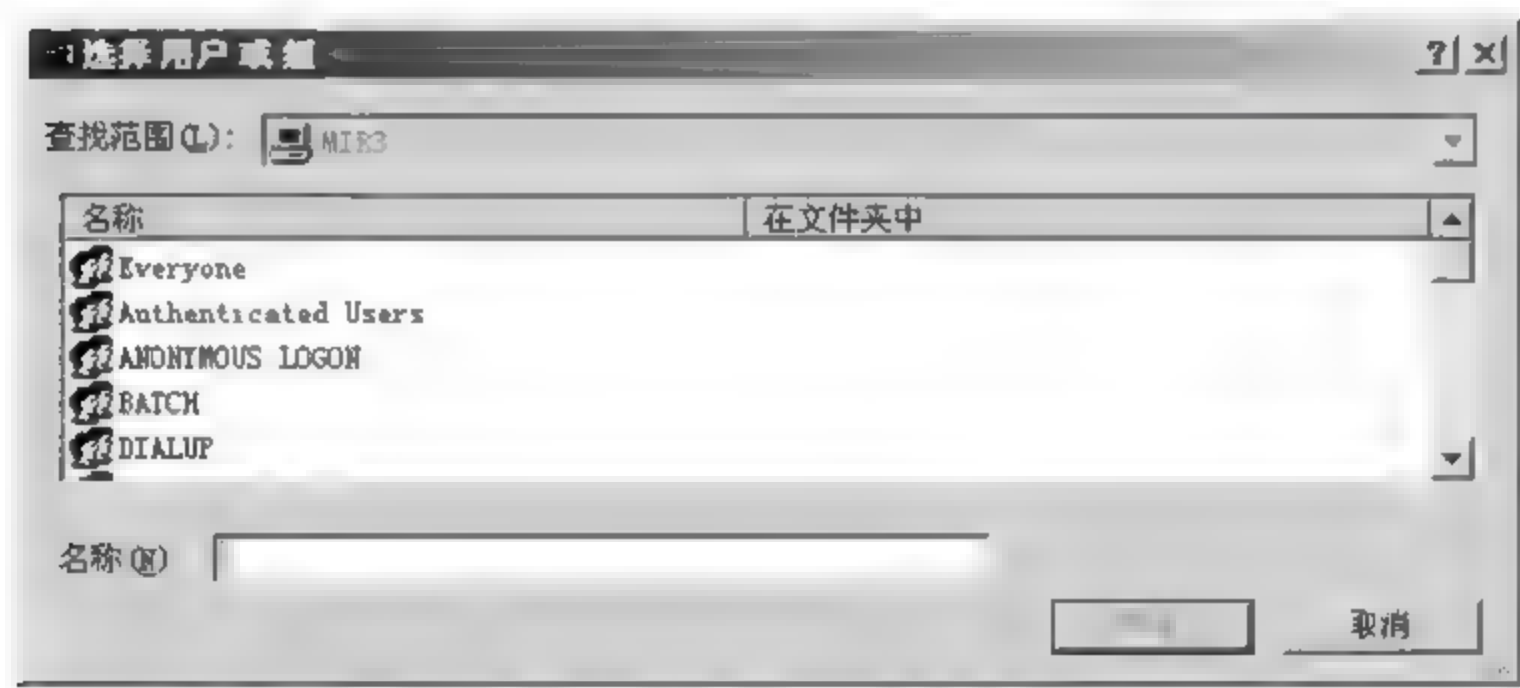 选择用户或组
查找范围(L): MIR3
名称 在文件夹中
Everyone
Authenticated Users
ANONYMOUS LOGON
BATCH
DIALUP
名称(N)
取消